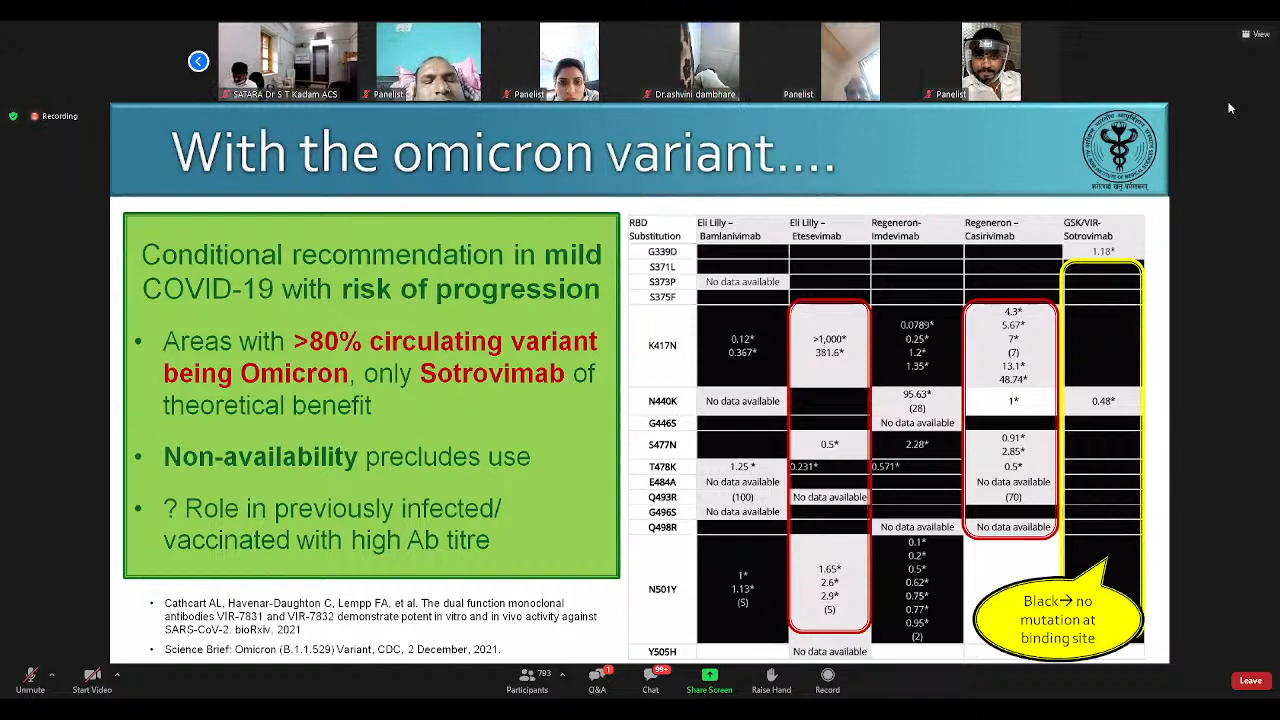 View
SATARA Dr S T Kadam ACS
Panelist
Panelist
Dr.ashvini dambhare
Panelist
Panelist
Recording
With the omicron variant....
Conditional recommendation in mild
COVID-19 with risk of progression
• Areas with >80% circulating variant
being Omicron, only Sotrovimab of
theoretical benefit
• Non-availability precludes use
• ? Role in previously infected/
vaccinated with high Ab titre
• Cathcart AL, Havenar-Daughton C, Lempp FA, et al. The dual function monoclonal
antibodies VIR-7831 and VIR-7832 demonstrate potent in vitro and in vivo activity against
SARS-CoV-2. bioRxiv. 2021
• Science Brief: Omicron (B.1.1.529) Variant, CDC, 2 December, 2021.
RBD Substitution Eli Lilly – Bamlanivimab Eli Lilly – Etesevimab Regeneron- Imdevimab Regeneron – Casirivimab GSK/VIR- Sotrovimab
G339D 1.18*
S371L
S373P No data available
S375F
K417N
0.12*
0.367*
>1,000*
381.6*
0.0789*
0.25*
1.2*
1.35*
4.3*
5.67*
7*
(7)
13.1*
48.74*
N440K No data available
95.63*
(28)
1*
0.48*
G446S No data available
S477N 0.5* 2.28*
0.91*
2.85*
T478K 1.25 * 0.231* 0.571* 0.5*
E484A No data available No data available
Q493R (100) No data available (70)
G496S No data available
Q498R No data available No data available
N501Y
1*
1.13*
(5)
1.65*
2.6*
2.9*
(5)
0.1*
0.2*
0.5*
0.62*
0.75*
0.77*
0.95*
(2)
Y505H No data available
Black→ no
mutation at
binding site
Unmute
Start Video
Participants 793
Q&A 1
Chat 99+
Share Screen
Raise Hand
Record
Leave